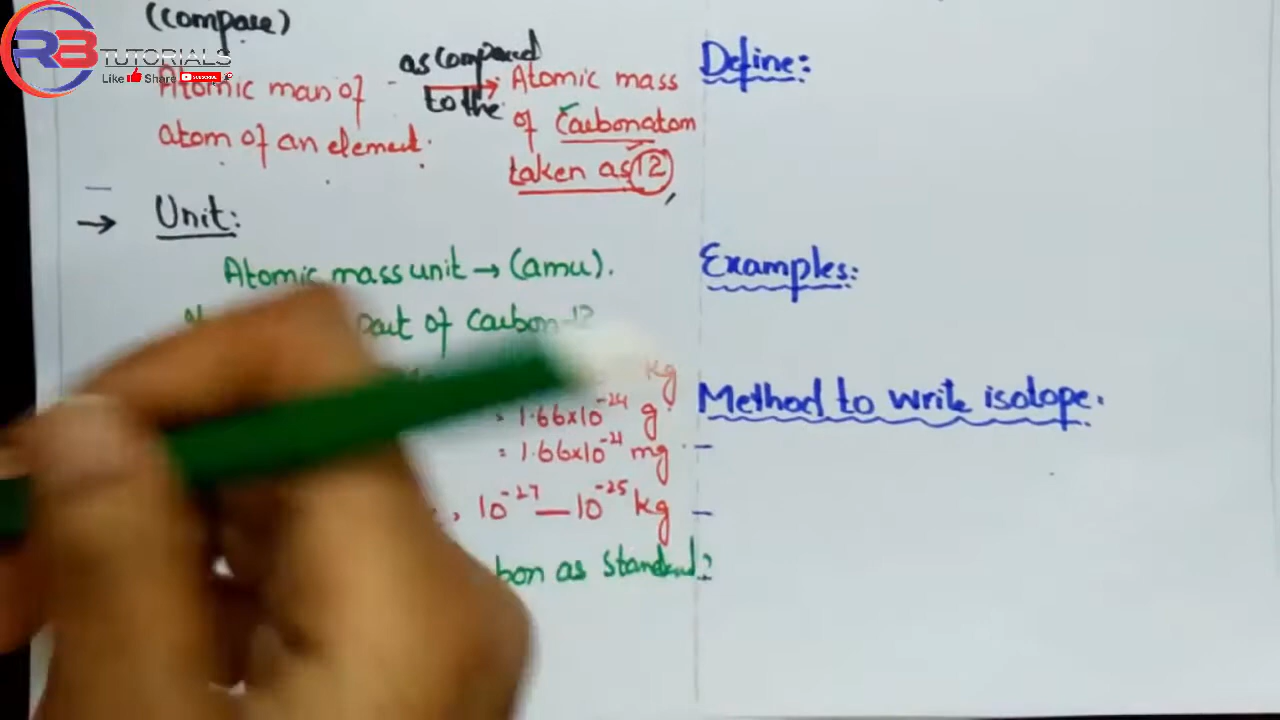 (Compare)
RB TUTORIALS
Like Share
Atomic mass of
atom of an element.
as compared
to the
Atomic mass
of Carbon atom
taken as 12
Unit:
Atomic mass unit → (amu).
part of Carbon-12
kg
= 1.66x10⁻²⁴ g
= 1.66x10⁻²¹ mg
, 10⁻²⁷ — 10⁻²⁵ kg
bon as standard?
Define:
Examples:
Method to write isotope.